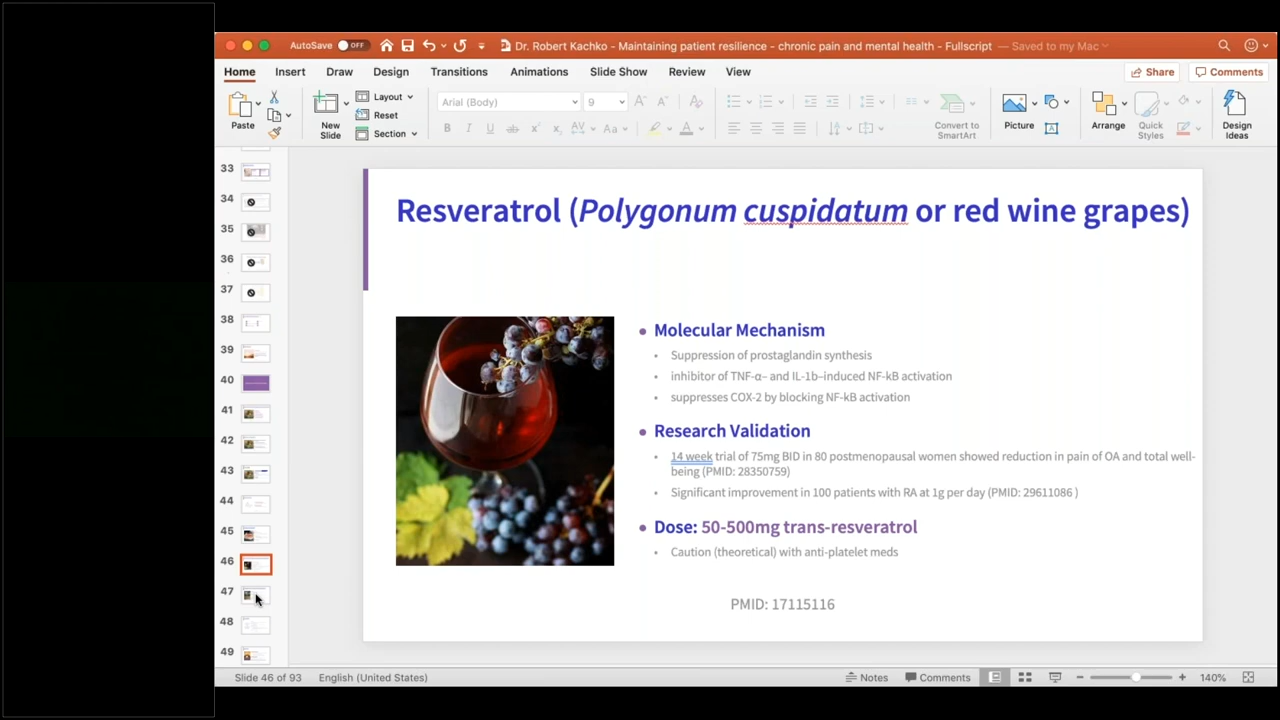 AutoSave OFF
Dr. Robert Kachko - Maintaining patient resilience - chronic pain and mental health - Fullscript — Saved to my Mac
Home Insert Draw Design Transitions Animations Slide Show Review View
Share Comments
Paste
New Slide
Layout
Reset
Section
Arial (Body) 9
Convert to SmartArt
Picture
Arrange
Quick Styles
Design Ideas
33
34
35
36
37
38
39
40
41
42
43
44
45
46
47
48
49
Resveratrol (Polygonum cuspidatum or red wine grapes)
Molecular Mechanism
Suppression of prostaglandin synthesis
inhibitor of TNF-α– and IL-1b–induced NF-kB activation
suppresses COX-2 by blocking NF-kB activation
Research Validation
14 week trial of 75mg BID in 80 postmenopausal women showed reduction in pain of OA and total well-
being (PMID: 28350759)
Significant improvement in 100 patients with RA at 1g per day (PMID: 29611086 )
Dose: 50-500mg trans-resveratrol
Caution (theoretical) with anti-platelet meds
PMID: 17115116
Slide 46 of 93 English (United States) Notes Comments 140%